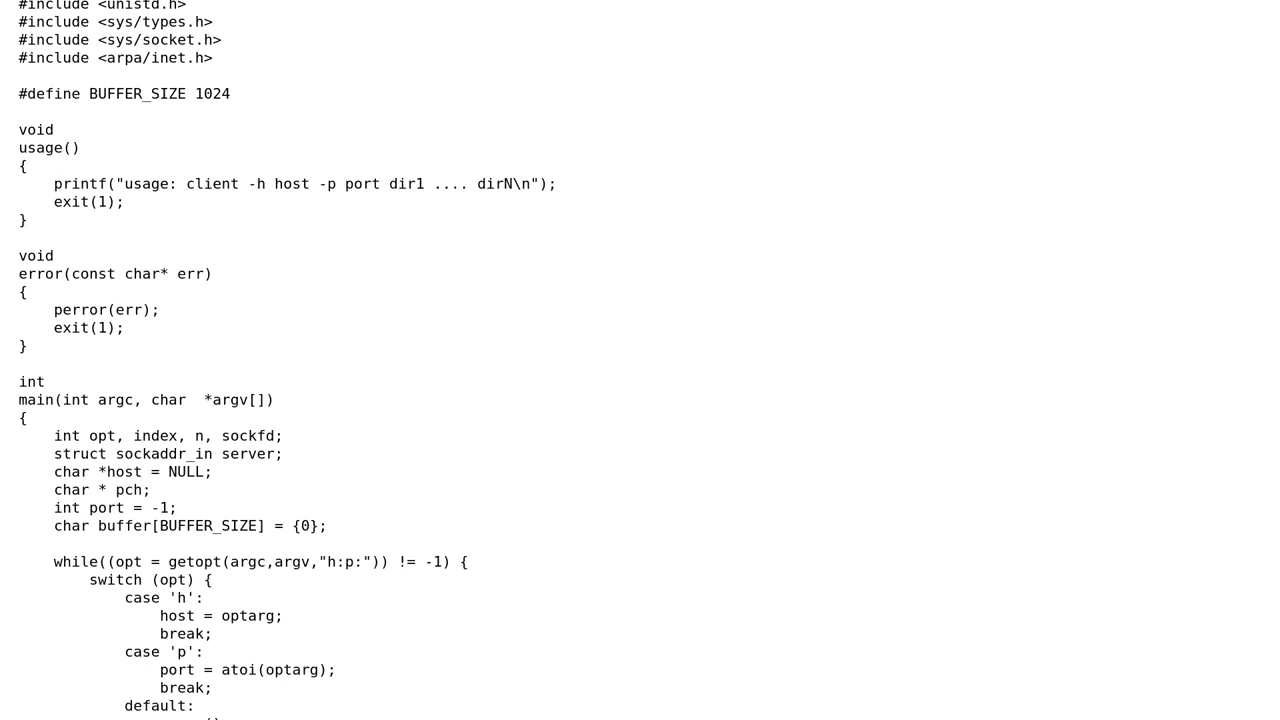 #include <unistd.h>
#include <sys/types.h>
#include <sys/socket.h>
#include <arpa/inet.h>

#define BUFFER_SIZE 1024

void
usage()
{
    printf("usage: client -h host -p port dir1 .... dirN\n");
    exit(1);
}

void
error(const char* err)
{
    perror(err);
    exit(1);
}

int
main(int argc, char  *argv[])
{
    int opt, index, n, sockfd;
    struct sockaddr_in server;
    char *host = NULL;
    char * pch;
    int port = -1;
    char buffer[BUFFER_SIZE] = {0};

    while((opt = getopt(argc,argv,"h:p:")) != -1) {
        switch (opt) {
            case 'h':
                host = optarg;
                break;
            case 'p':
                port = atoi(optarg);
                break;
            default: